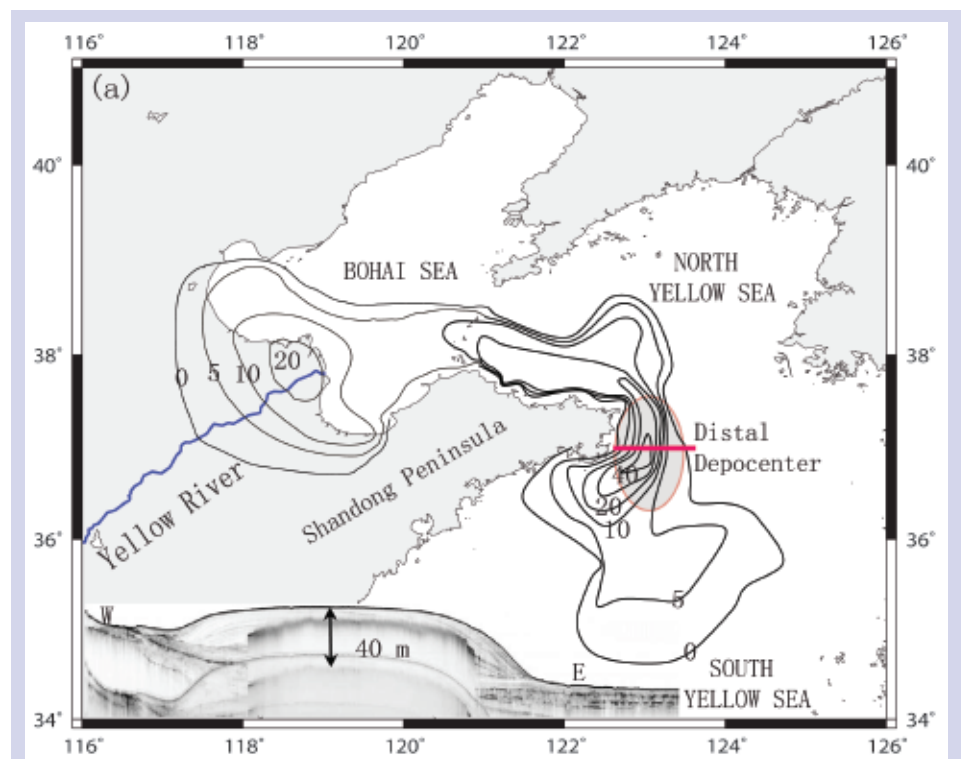 116° 118° 120° 122° 124° 126°
(a)
40° 40°
BOHAI SEA
NORTH
YELLOW SEA
38° 38°
0 5 10 20
Distal
Depocenter
Shandong Peninsula
Yellow River
40
20
10
36° 36°
5
0
W
40 m
E
SOUTH
YELLOW SEA
34° 34°
116° 118° 120° 122° 124° 126°